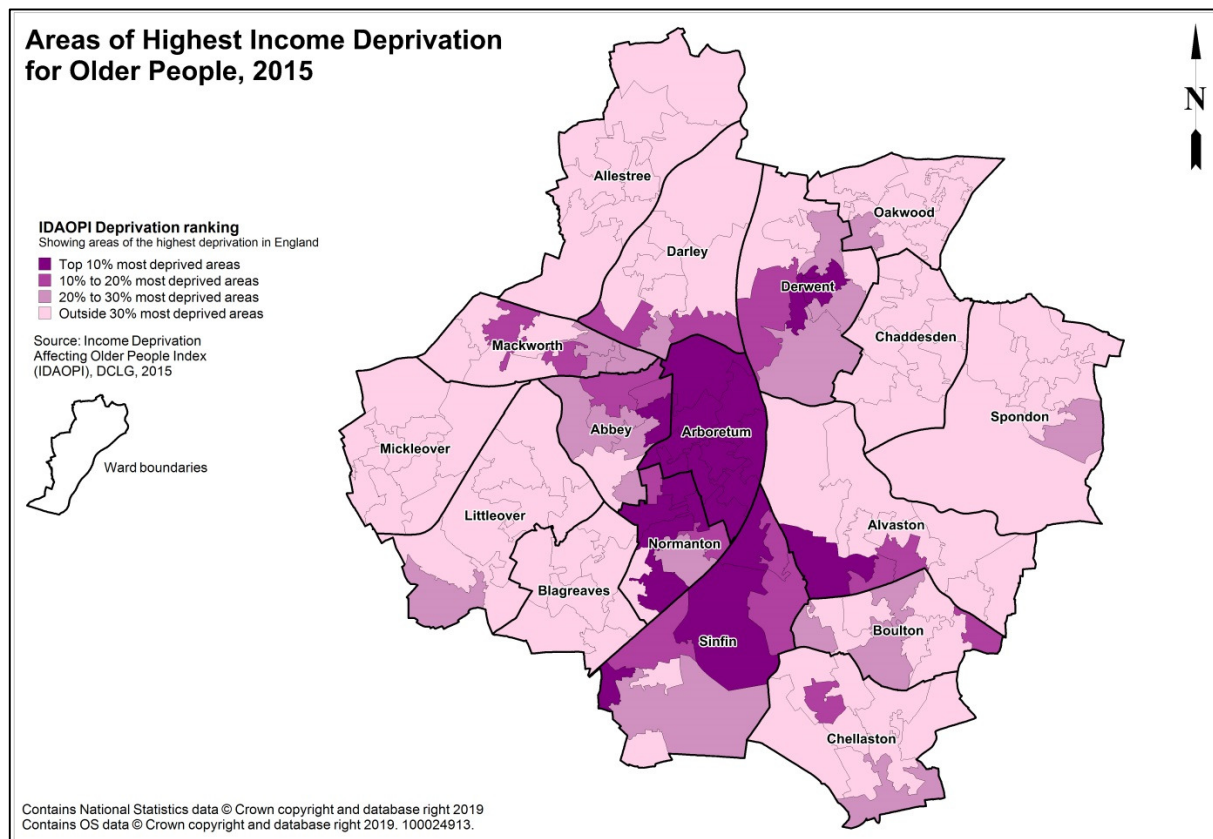 Areas of Highest Income Deprivation
for Older People, 2015
N
IDAOPI Deprivation ranking
Showing areas of the highest deprivation in England
Top 10% most deprived areas
10% to 20% most deprived areas
20% to 30% most deprived areas
Outside 30% most deprived areas
Source: Income Deprivation
Affecting Older People Index
(IDAOPI), DCLG, 2015
Ward boundaries
Allestree
Oakwood
Darley
Derwent
Chaddesden
Mackworth
Spondon
Abbey
Arboretum
Mickleover
Littleover
Alvaston
Normanton
Blagreaves
Boulton
Sinfin
Chellaston
Contains National Statistics data © Crown copyright and database right 2019
Contains OS data © Crown copyright and database right 2019. 100024913.